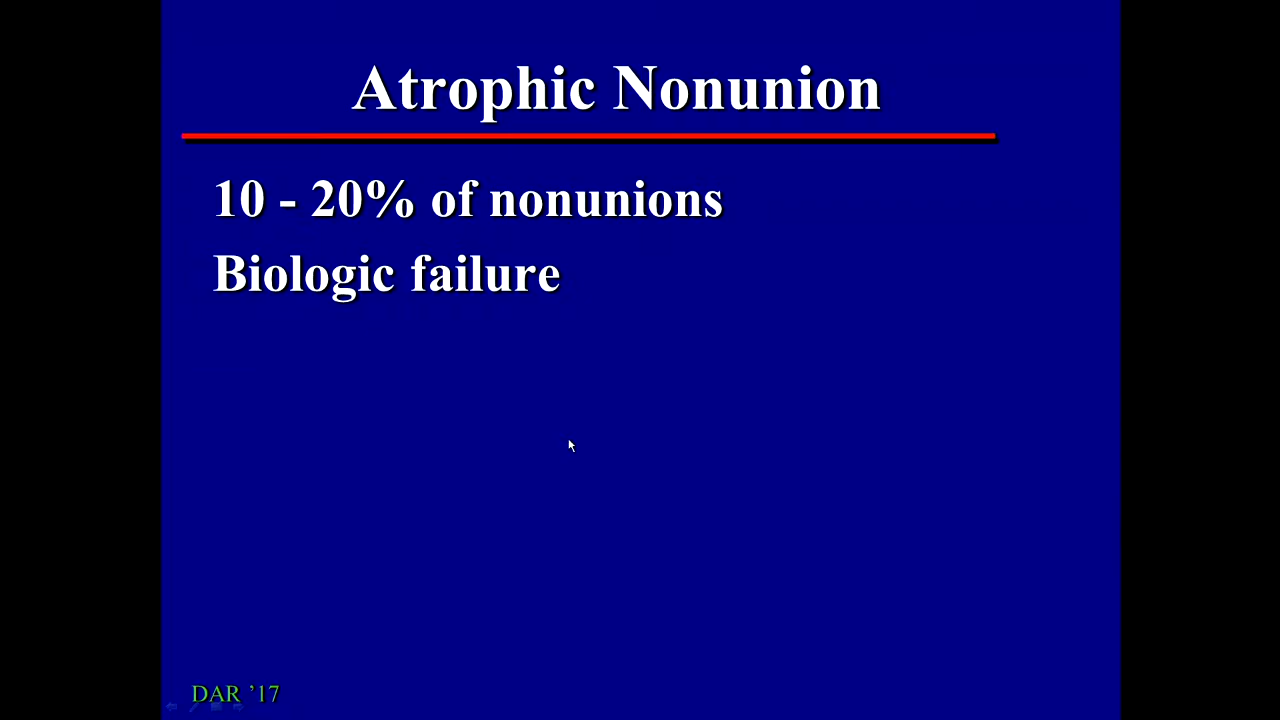 Atrophic Nonunion
10 - 20% of nonunions
Biologic failure
DAR ’17